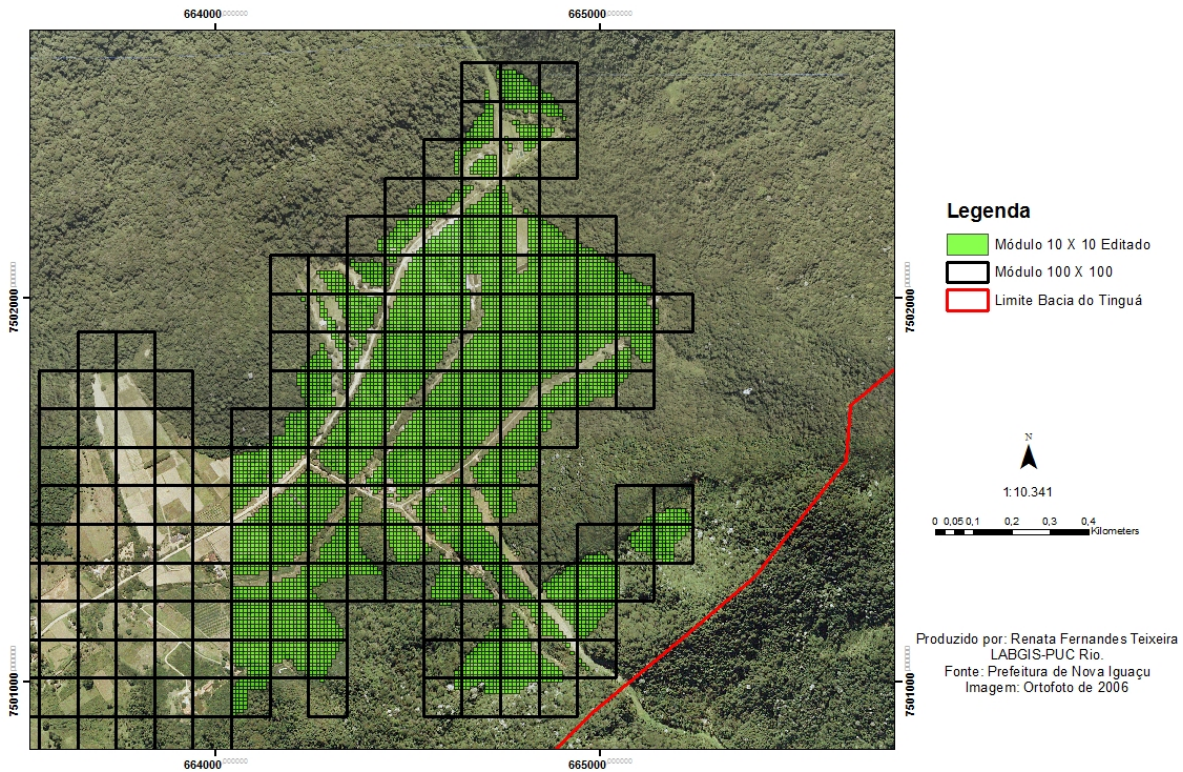 664000 665000
Legenda
Módulo 10 X 10 Editado
Módulo 100 X 100
Limite Bacia do Tinguá
7502000 7502000
N
1:10.341
0 0,05 0,1 0,2 0,3 0,4
Kilometers
Produzido por: Renata Fernandes Teixeira
LABGIS-PUC Rio.
Fonte: Prefeitura de Nova Iguaçu
Imagem: Ortofoto de 2006
7501000 7501000
664000 665000